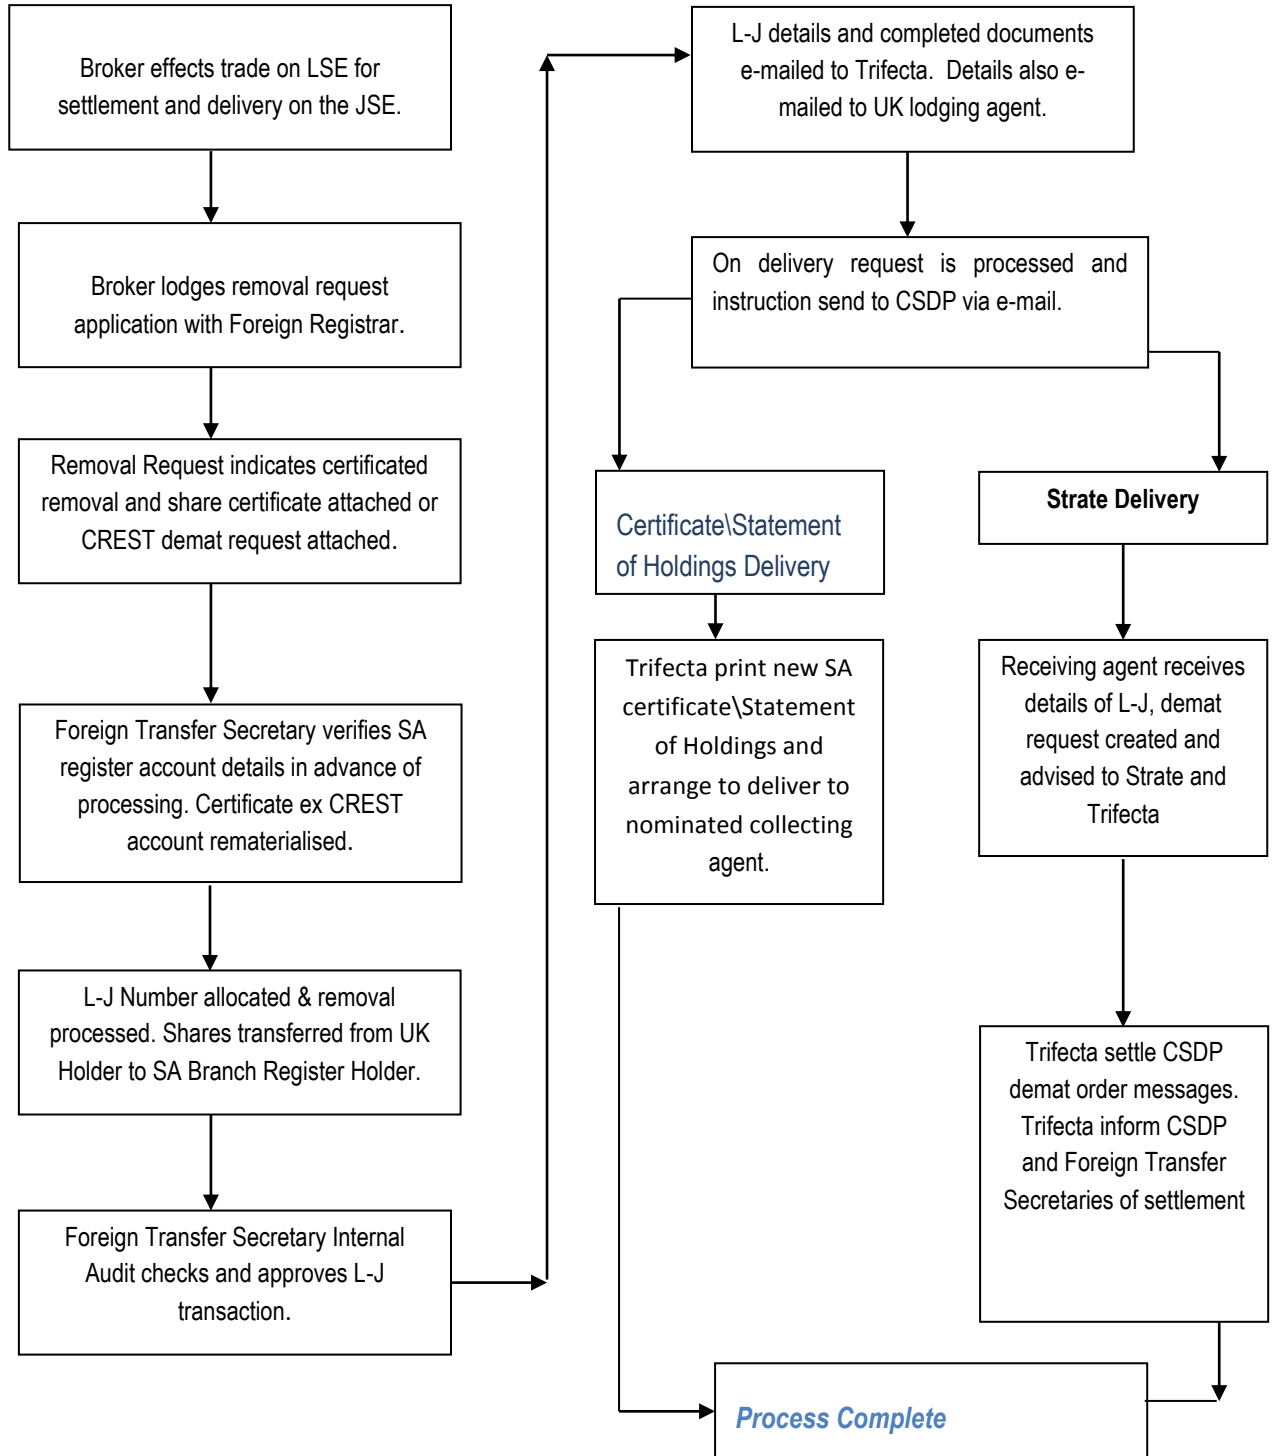 Broker effects trade on LSE for
settlement and delivery on the JSE.
Broker lodges removal request
application with Foreign Registrar.
Removal Request indicates certificated
removal and share certificate attached or
CREST demat request attached.
Foreign Transfer Secretary verifies SA
register account details in advance of
processing. Certificate ex CREST
account rematerialised.
L-J Number allocated & removal
processed. Shares transferred from UK
Holder to SA Branch Register Holder.
Foreign Transfer Secretary Internal
Audit checks and approves L-J
transaction.
L-J details and completed documents
e-mailed to Trifecta. Details also e-
mailed to UK lodging agent.
On delivery request is processed and
instruction send to CSDP via e-mail.
Certificate\Statement
of Holdings Delivery
Trifecta print new SA
certificate\Statement
of Holdings and
arrange to deliver to
nominated collecting
agent.
Strate Delivery
Receiving agent receives
details of L-J, demat
request created and
advised to Strate and
Trifecta
Trifecta settle CSDP
demat order messages.
Trifecta inform CSDP
and Foreign Transfer
Secretaries of settlement
Process Complete